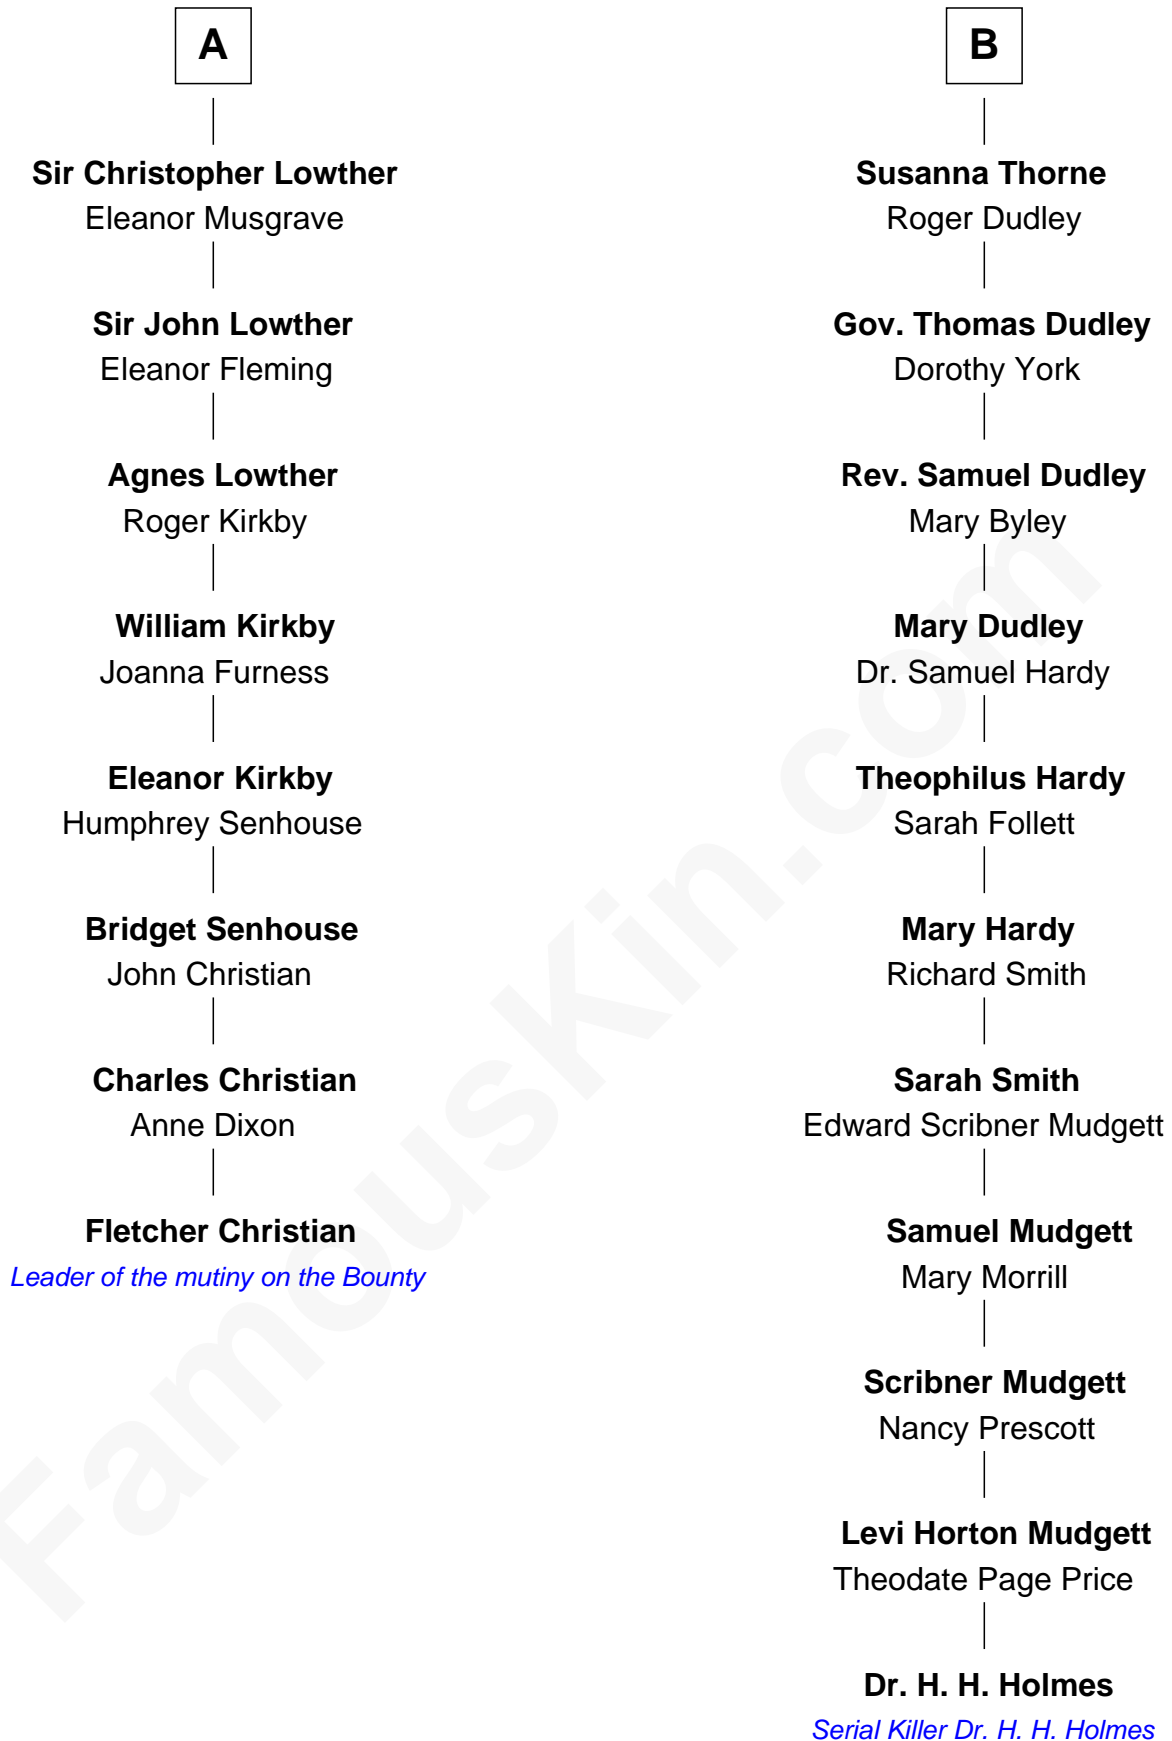 A
Sir Christopher Lowther
Eleanor Musgrave
Sir John Lowther
Eleanor Fleming
Agnes Lowther
Roger Kirkby
William Kirkby
Joanna Furness
Eleanor Kirkby
Humphrey Senhouse
Bridget Senhouse
John Christian
Charles Christian
Anne Dixon
Fletcher Christian
Leader of the mutiny on the Bounty
B
Susanna Thorne
Roger Dudley
Gov. Thomas Dudley
Dorothy York
Rev. Samuel Dudley
Mary Byley
Mary Dudley
Dr. Samuel Hardy
Theophilus Hardy
Sarah Follett
Mary Hardy
Richard Smith
Sarah Smith
Edward Scribner Mudgett
Samuel Mudgett
Mary Morrill
Scribner Mudgett
Nancy Prescott
Levi Horton Mudgett
Theodate Page Price
Dr. H. H. Holmes
Serial Killer Dr. H. H. Holmes
FamousKin.com